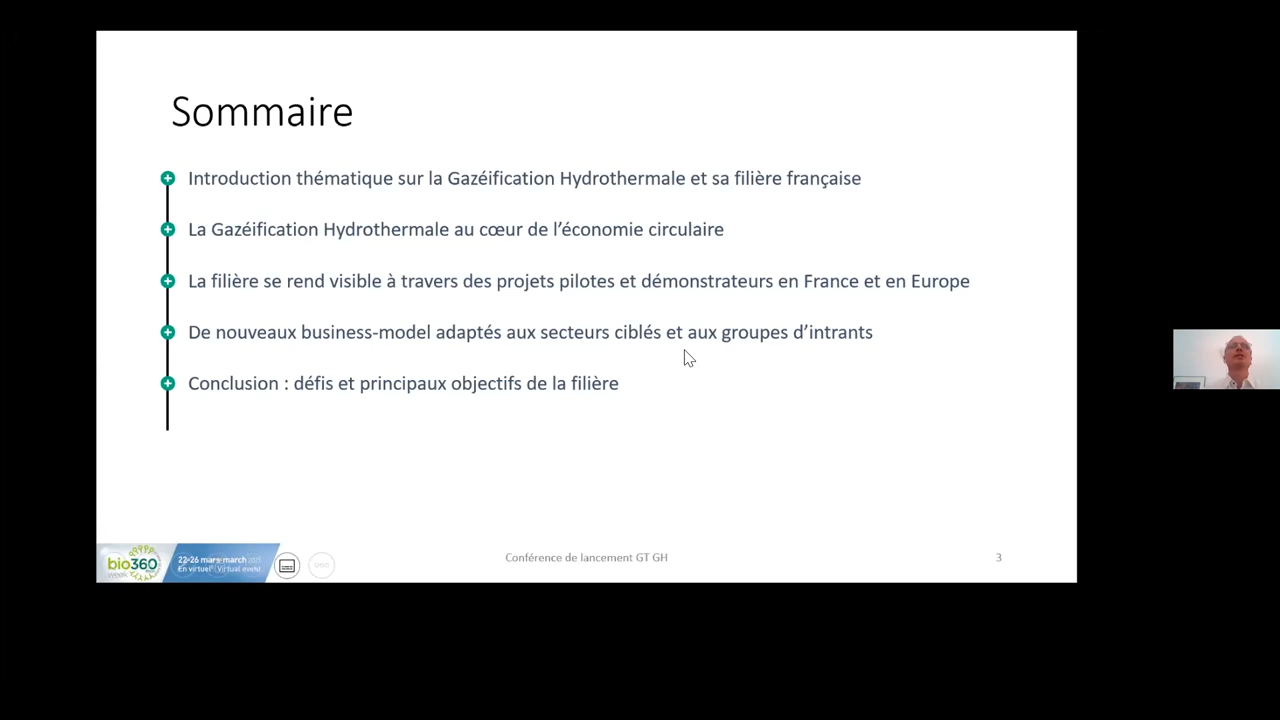 Sommaire
Introduction thématique sur la Gazéification Hydrothermale et sa filière française
La Gazéification Hydrothermale au cœur de l’économie circulaire
La filière se rend visible à travers des projets pilotes et démonstrateurs en France et en Europe
De nouveaux business-model adaptés aux secteurs ciblés et aux groupes d’intrants
Conclusion : défis et principaux objectifs de la filière
bio360
week
22-26 mars march
En virtuel Virtual event
Conférence de lancement GT GH
3